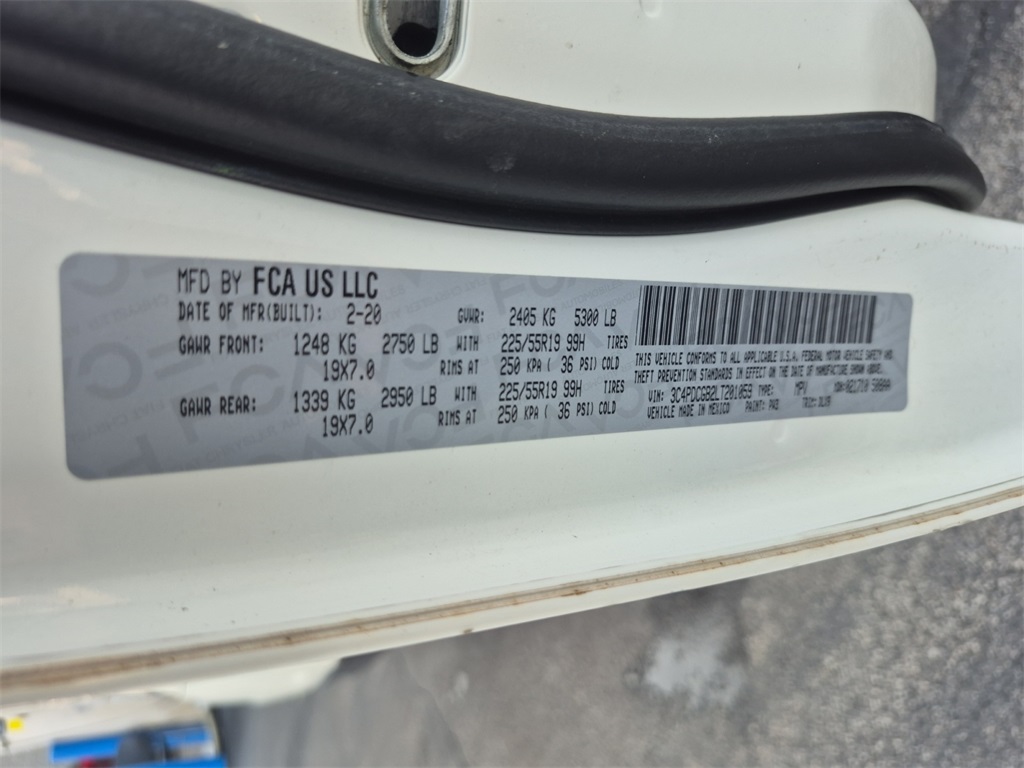 MFD BY FCA US LLC
DATE OF MFR(BUILT): 2-20 GVWR: 2405 KG 5300 LB
GAWR FRONT: 1248 KG 2750 LB WITH 225/55R19 99H TIRES
19X7.0 RIMS AT 250 KPA ( 36 PSI) COLD
GAWR REAR: 1339 KG 2950 LB WITH 225/55R19 99H TIRES
19X7.0 RIMS AT 250 KPA ( 36 PSI) COLD
THIS VEHICLE CONFORMS TO ALL APPLICABLE U.S.A. FEDERAL MOTOR VEHICLE SAFETY AND
THEFT PREVENTION STANDARDS IN EFFECT ON THE DATE OF MANUFACTURE SHOWN ABOVE.
VIN: 3C4PDCGB2LT201059 TYPE: MPV
VEHICLE MADE IN MEXICO PAINT: PW3 TRIM: